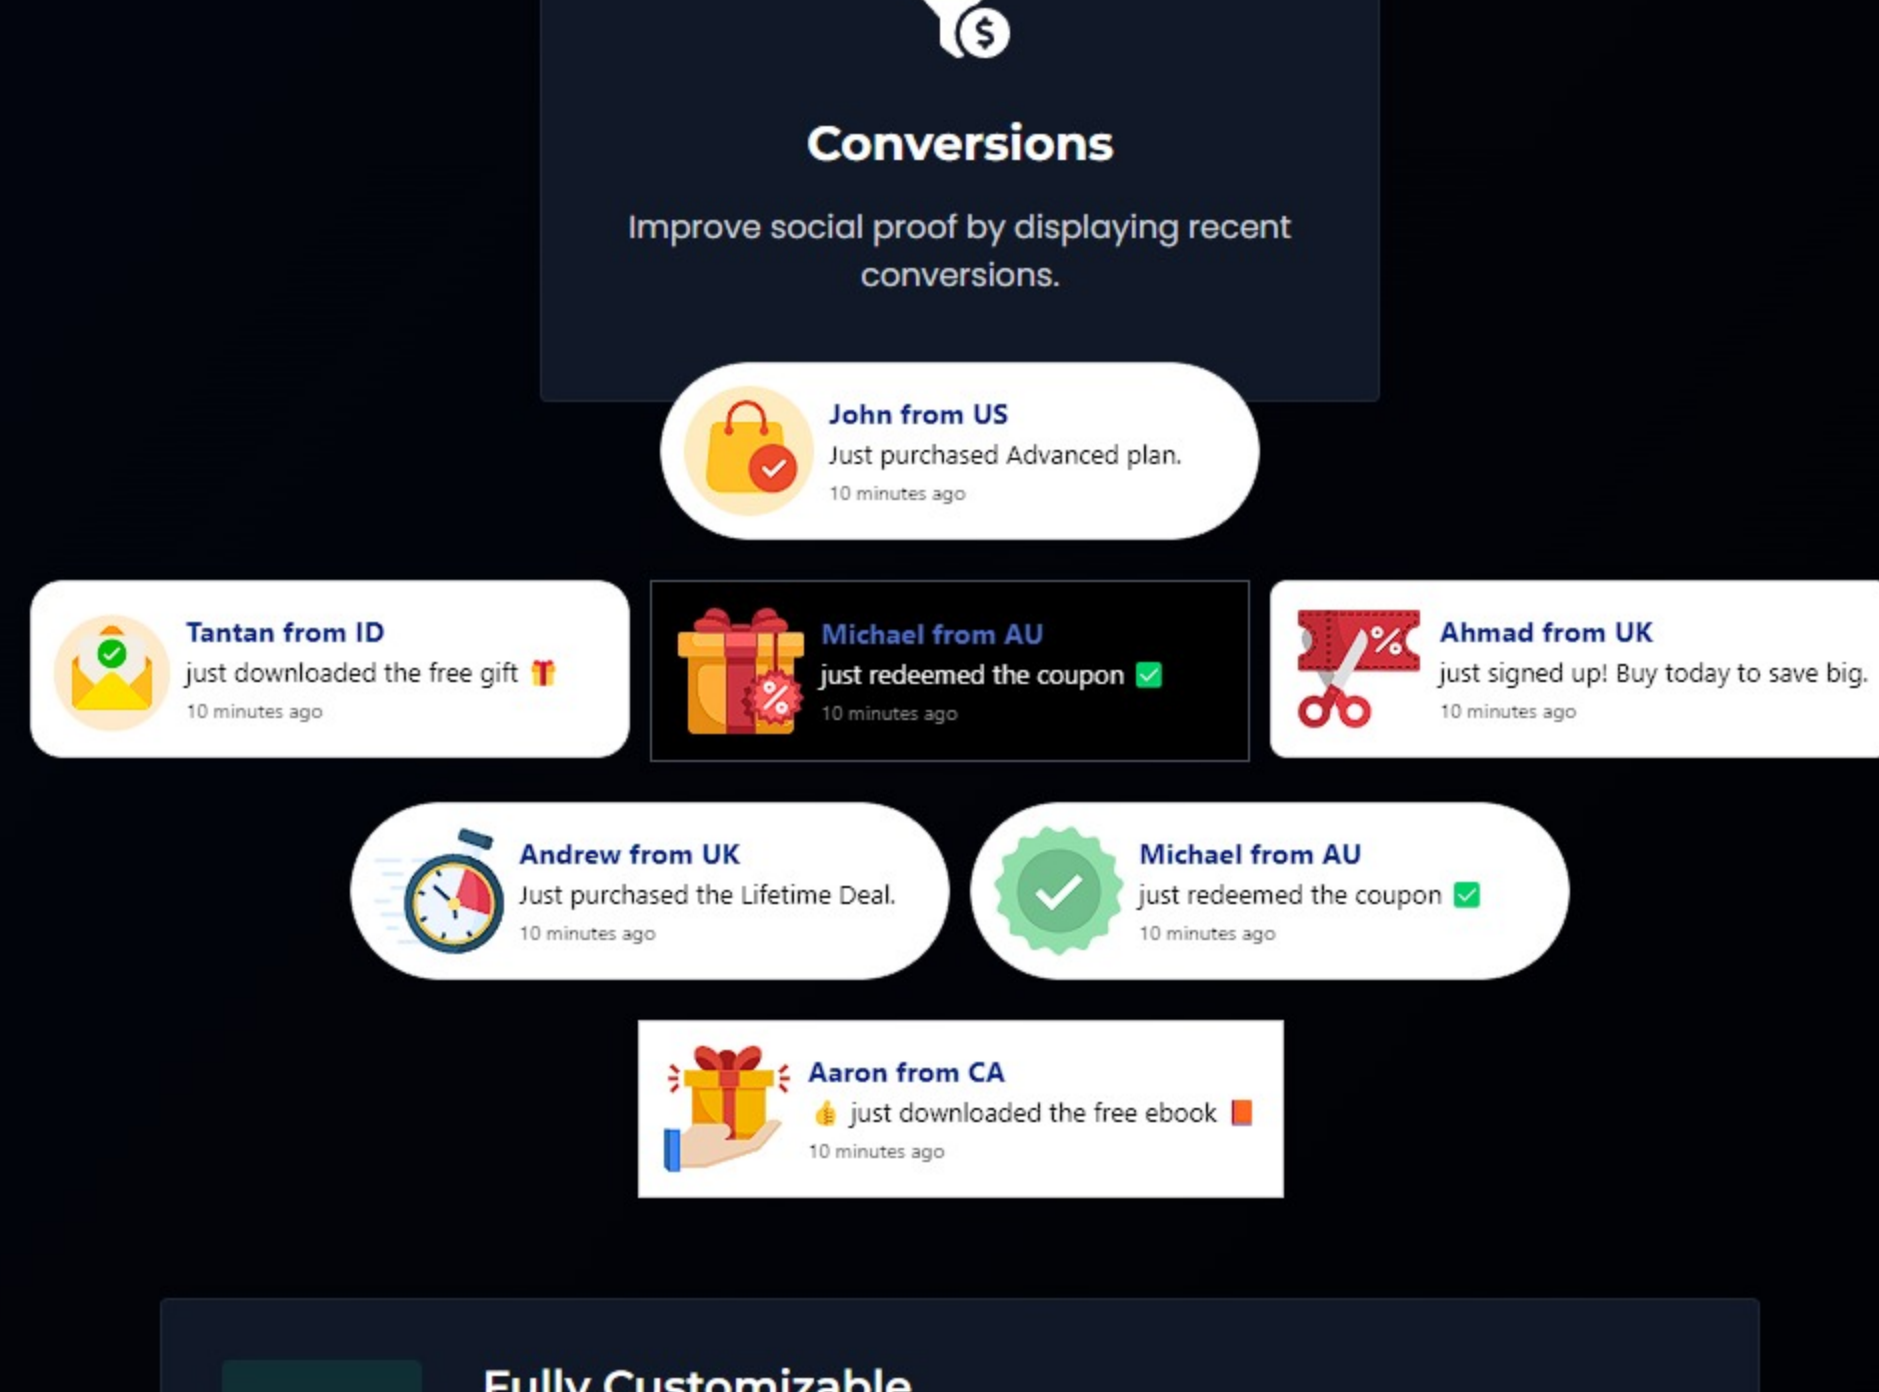 Conversions
Improve social proof by displaying recent
conversions.
John from US
Just purchased Advanced plan.
10 minutes ago
Tantan from ID
just downloaded the free gift 🎁
10 minutes ago
Michael from AU
just redeemed the coupon ✅
10 minutes ago
Ahmad from UK
just signed up! Buy today to save big.
10 minutes ago
Andrew from UK
Just purchased the Lifetime Deal.
10 minutes ago
Michael from AU
just redeemed the coupon ✅
10 minutes ago
Aaron from CA
👍 just downloaded the free ebook 📙
10 minutes ago
Fully Customizable